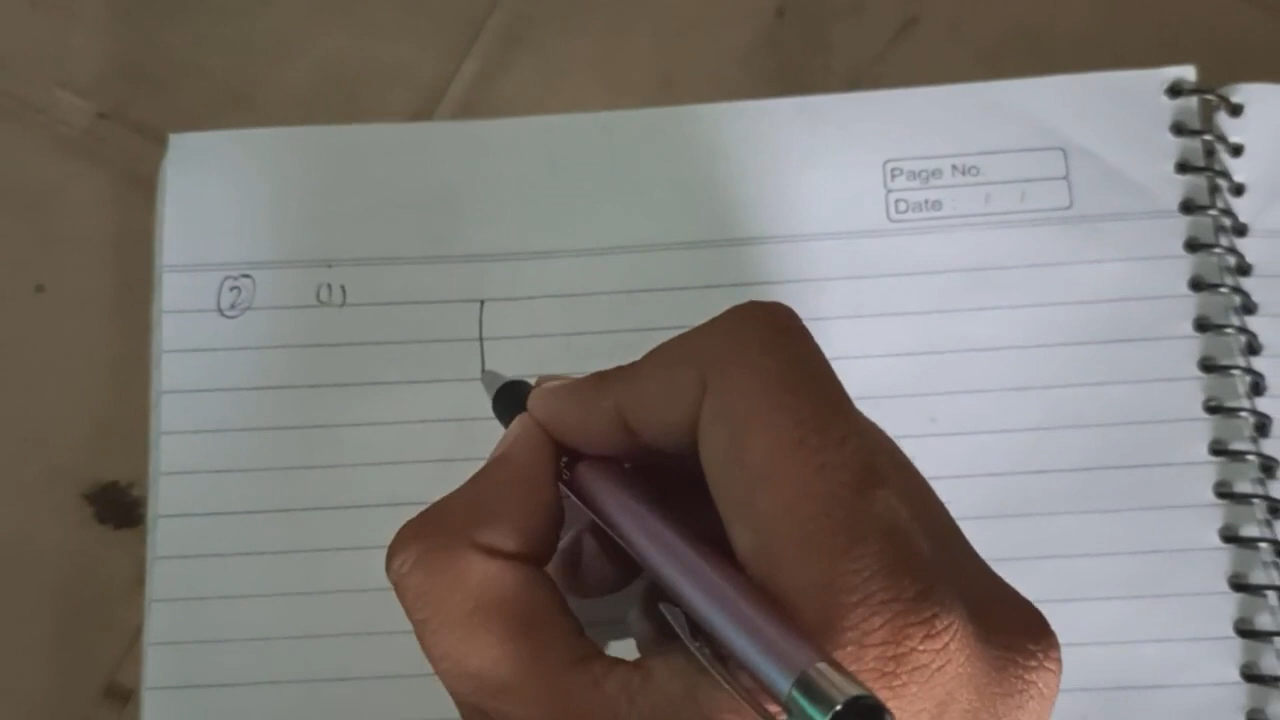 Page No.
Date : / /
② (1)